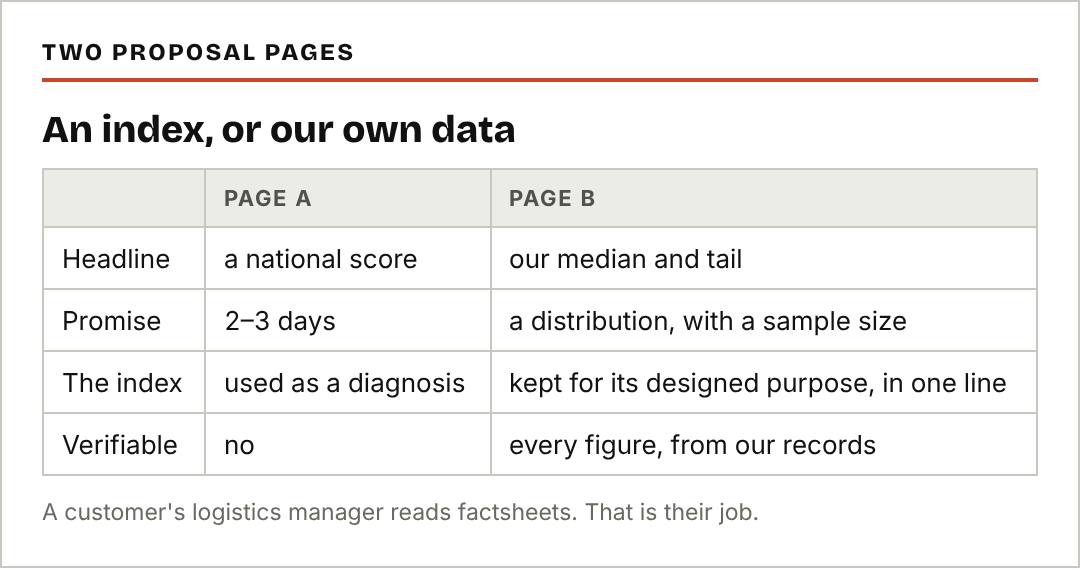 TWO PROPOSAL PAGES
An index, or our own data
PAGE A PAGE B
Headline a national score our median and tail
Promise 2–3 days a distribution, with a sample size
The index used as a diagnosis kept for its designed purpose, in one line
Verifiable no every figure, from our records
A customer's logistics manager reads factsheets. That is their job.